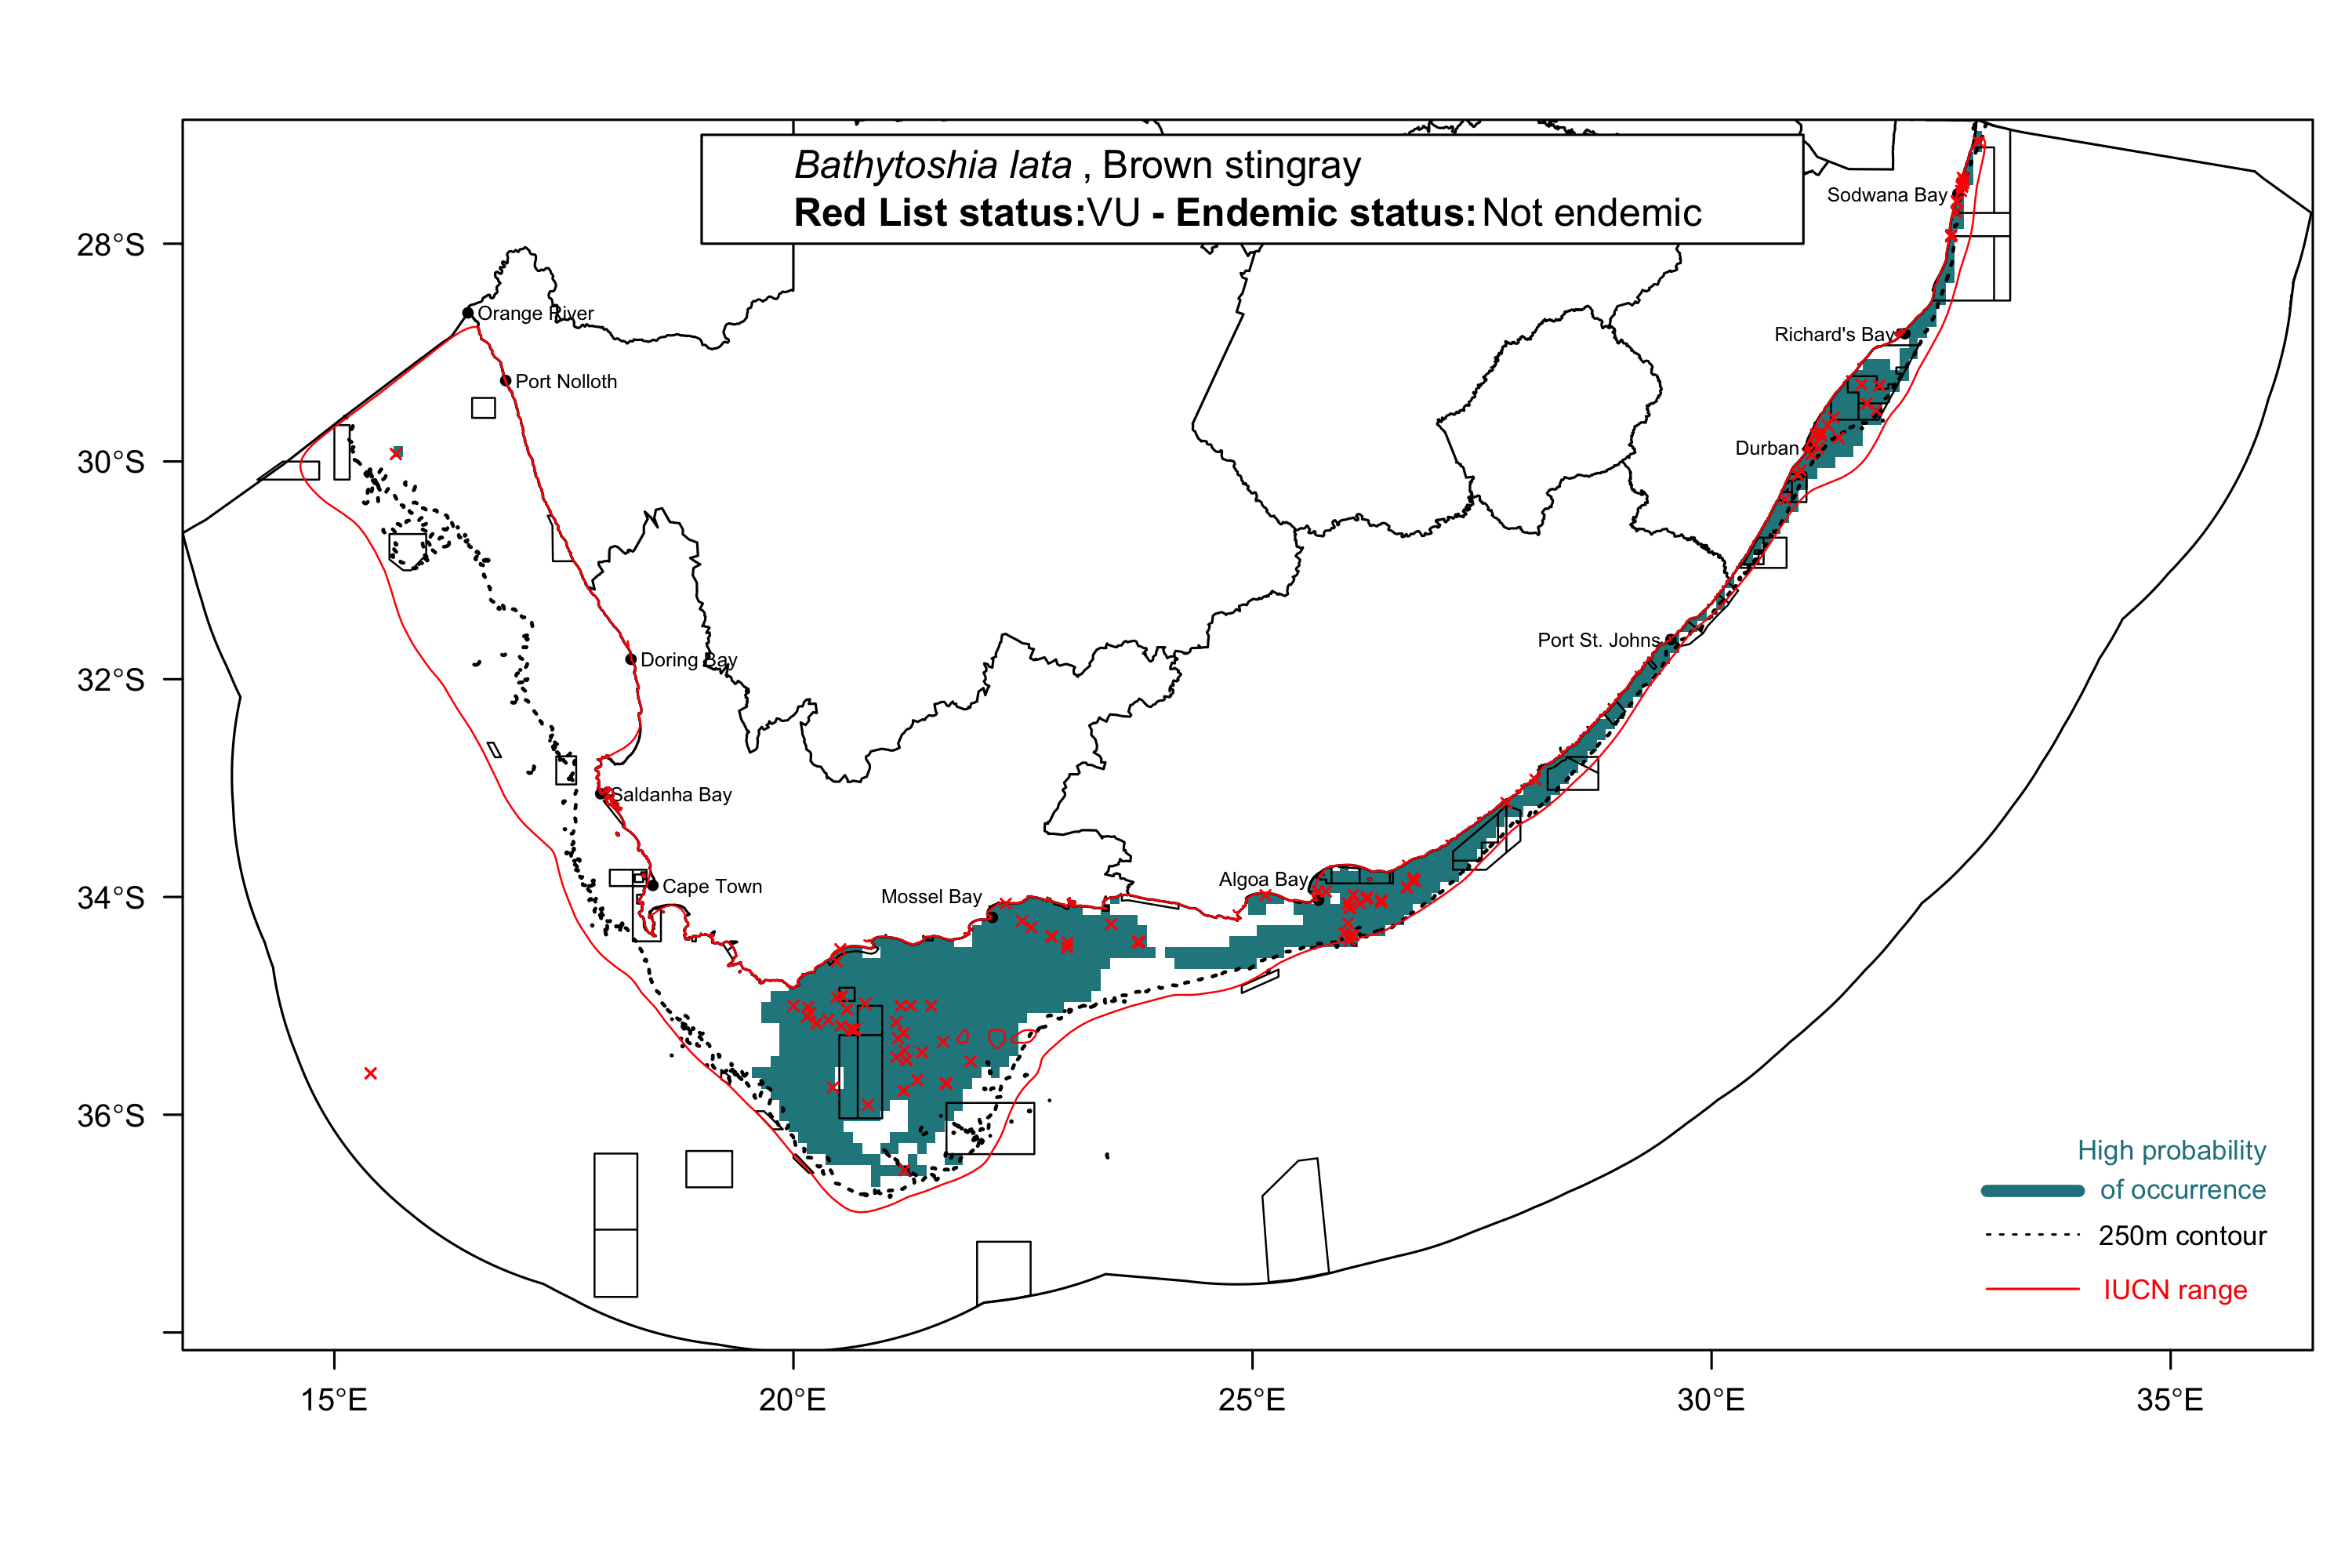 Bathytoshia lata , Brown stingray
Red List status:VU - Endemic status: Not endemic
28°S
30°S
32°S
34°S
36°S
Sodwana Bay
Orange River
Richard's Bay
Port Nolloth
Durban
Port St. Johns
Doring Bay
Saldanha Bay
Cape Town
Mossel Bay
Algoa Bay
High probability
of occurrence
250m contour
IUCN range
15°E
20°E
25°E
30°E
35°E